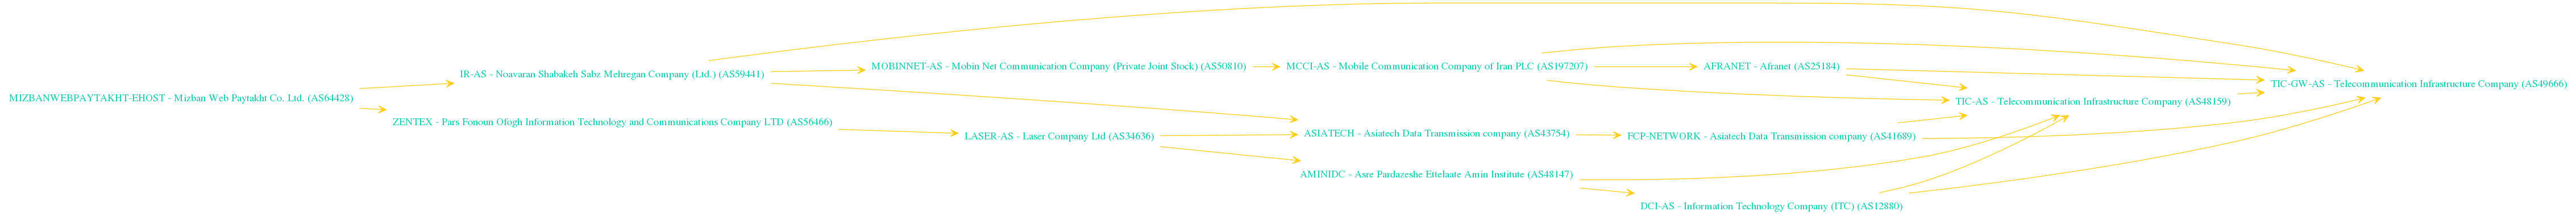 MIZBANWEBPAYTAKHT-EHOST - Mizban Web Paytakht Co. Ltd. (AS64428)
IR-AS - Noavaran Shabakeh Sabz Mehregan Company (Ltd.) (AS59441)
ZENTEX - Pars Fonoun Ofogh Information Technology and Communications Company LTD (AS56466)
MOBINNET-AS - Mobin Net Communication Company (Private Joint Stock) (AS50810)
LASER-AS - Laser Company Ltd (AS34636)
MCCI-AS - Mobile Communication Company of Iran PLC (AS197207)
ASIATECH - Asiatech Data Transmission company (AS43754)
AMINIDC - Asre Pardazeshe Ettelaate Amin Institute (AS48147)
AFRANET - Afranet (AS25184)
FCP-NETWORK - Asiatech Data Transmission company (AS41689)
DCI-AS - Information Technology Company (ITC) (AS12880)
TIC-AS - Telecommunication Infrastructure Company (AS48159)
TIC-GW-AS - Telecommunication Infrastructure Company (AS49666)